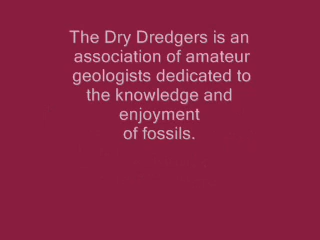 The Dry Dredgers is an
association of amateur
geologists dedicated to
the knowledge and
enjoyment
of fossils.